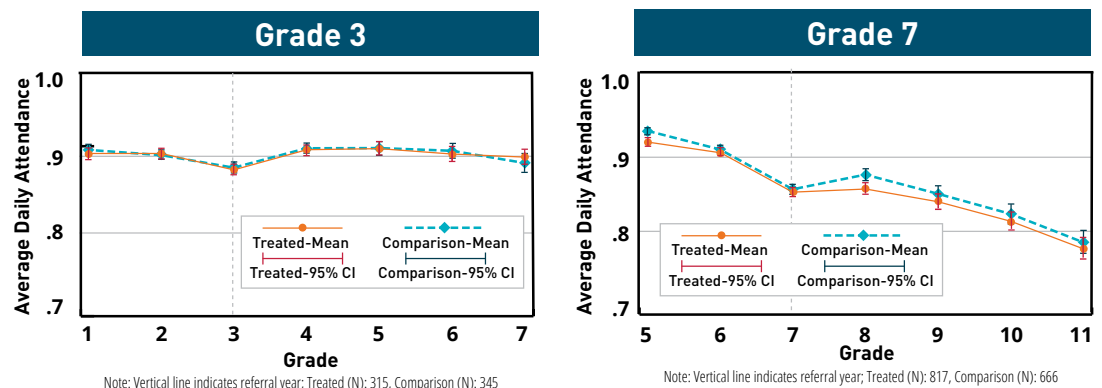 Grade 3
Average Daily Attendance
1.0
.9
.8
.7
Treated-Mean
Comparison-Mean
Treated-95% CI
Comparison-95% CI
1 2 3 4 5 6 7
Grade
Note: Vertical line indicates referral year; Treated (N): 315, Comparison (N): 345
Grade 7
Average Daily Attendance
1.0
.9
.8
.7
Treated-Mean
Comparison-Mean
Treated-95% CI
Comparison-95% CI
5 6 7 8 9 10 11
Grade
Note: Vertical line indicates referral year; Treated (N): 817, Comparison (N): 666